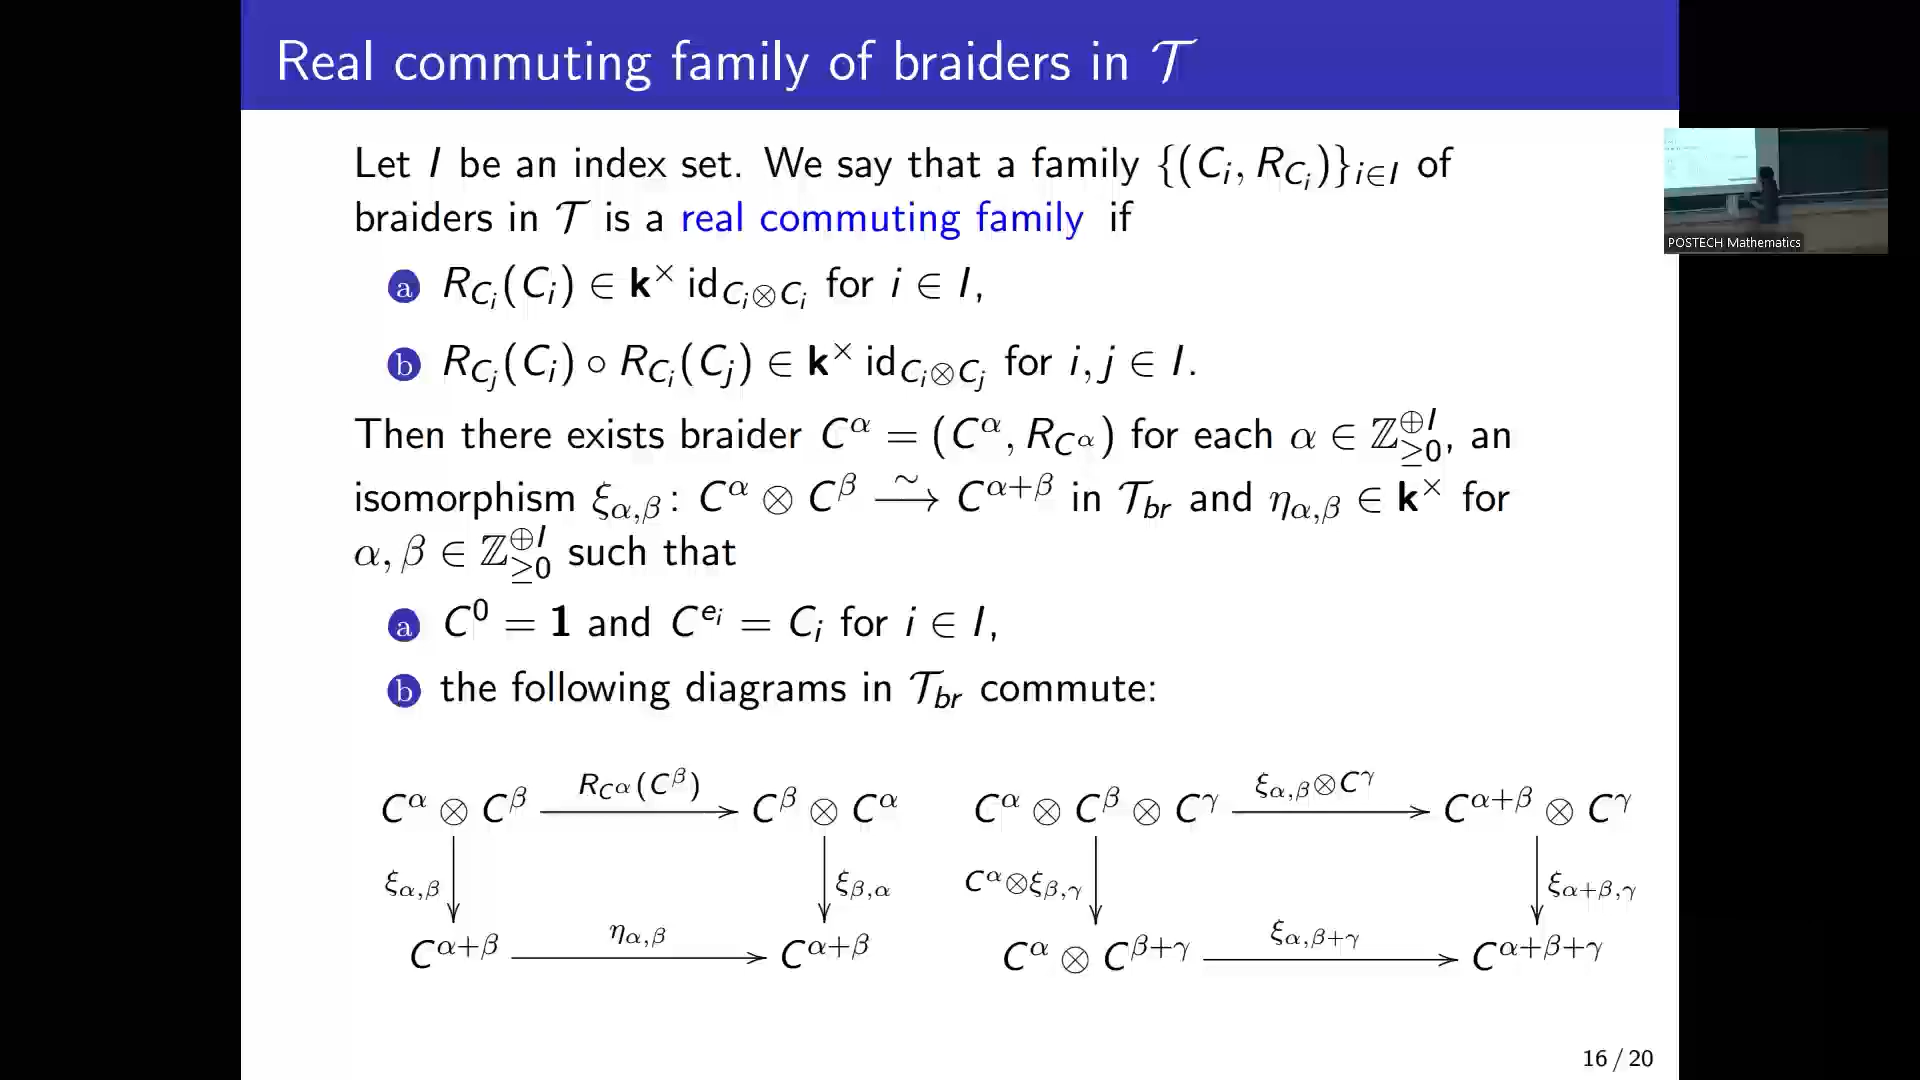 Real commuting family of braiders in 𝒯
Let I be an index set. We say that a family {(C_i, R_{C_i})}_{i∈I} of
braiders in 𝒯 is a real commuting family if
a R_{C_i}(C_i) ∈ k^× id_{C_i⊗C_i} for i ∈ I,
b R_{C_j}(C_i) ∘ R_{C_i}(C_j) ∈ k^× id_{C_i⊗C_j} for i, j ∈ I.
Then there exists braider C^α = (C^α, R_{C^α}) for each α ∈ ℤ_{≥0}^{⊕I}, an
isomorphism ξ_{α,β} : C^α ⊗ C^β ⥲ C^{α+β} in 𝒯_{br} and η_{α,β} ∈ k^× for
α, β ∈ ℤ_{≥0}^{⊕I} such that
a C^0 = 1 and C^{e_i} = C_i for i ∈ I,
b the following diagrams in 𝒯_{br} commute:
R_{C^α}(C^β)
C^α ⊗ C^β → C^β ⊗ C^α
ξ_{α,β} ξ_{β,α}
η_{α,β}
C^{α+β} → C^{α+β}
ξ_{α,β}⊗C^γ
C^α ⊗ C^β ⊗ C^γ → C^{α+β} ⊗ C^γ
C^α⊗ξ_{β,γ} ξ_{α+β,γ}
ξ_{α,β+γ}
C^α ⊗ C^{β+γ} → C^{α+β+γ}
16 / 20
POSTECH Mathematics